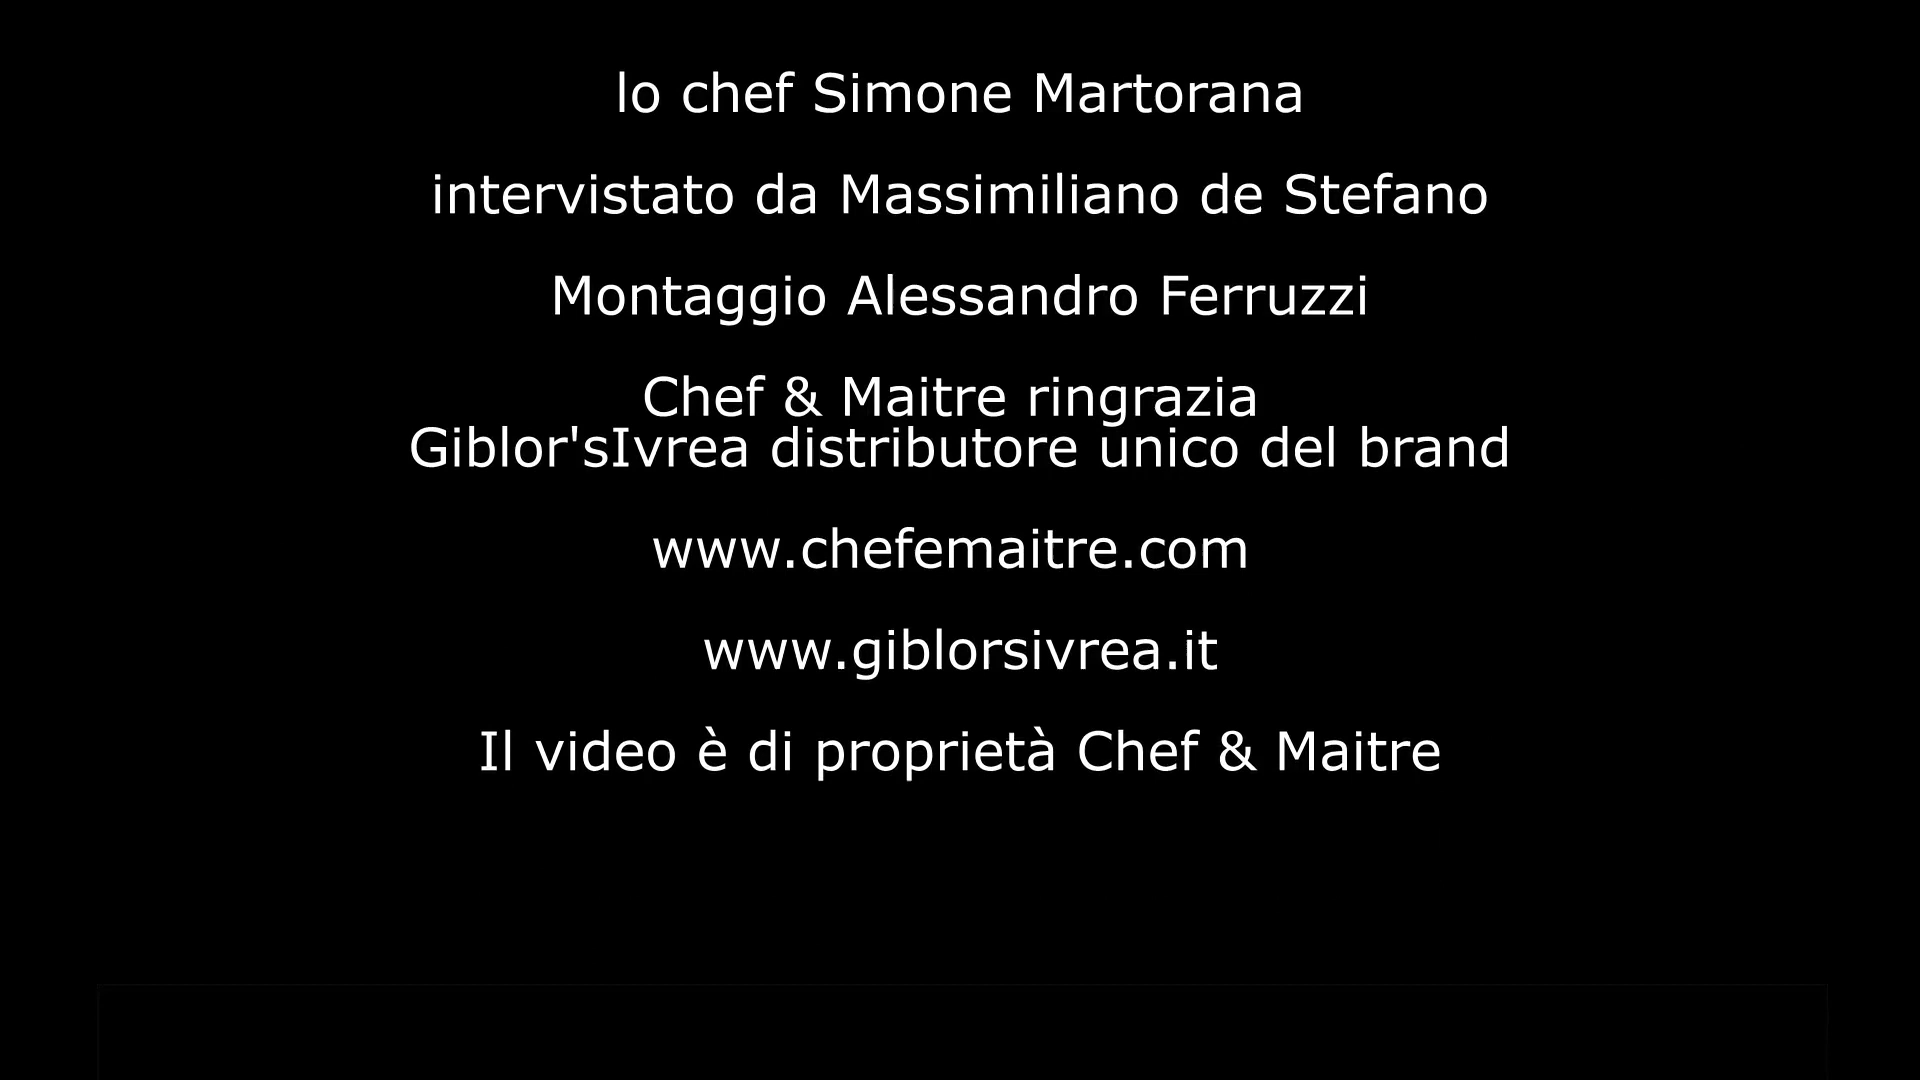 lo chef Simone Martorana
intervistato da Massimiliano de Stefano
Montaggio Alessandro Ferruzzi
Chef & Maitre ringrazia
Giblor'sIvrea distributore unico del brand
www.chefemaitre.com
www.giblorsivrea.it
Il video è di proprietà Chef & Maitre